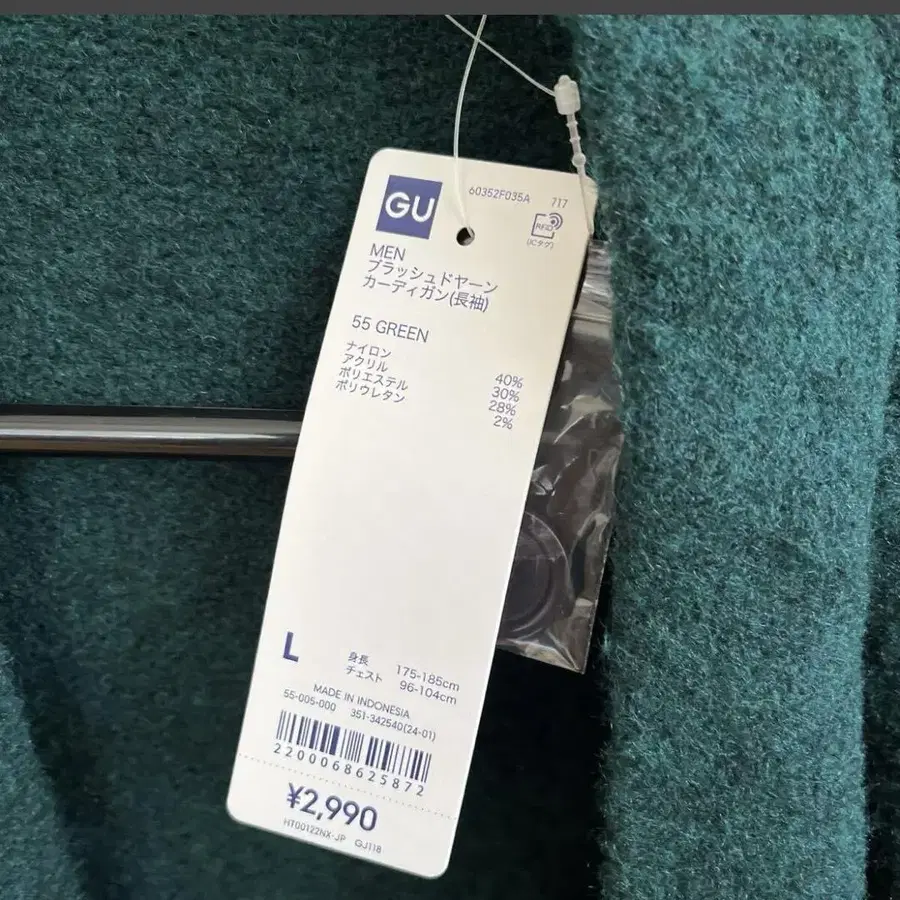 GU
60352F035A 717
RFID
(ICタグ)
MEN
ブラッシュドヤーン
カーディガン(長袖)
55 GREEN
ナイロン 40%
アクリル 30%
ポリエステル 28%
ポリウレタン 2%
L
身長 175-185cm
チェスト 96-104cm
MADE IN INDONESIA
55-005-000 351-342540(24-01)
2200068625872
¥2,990
HT00122NX-JP GJ118